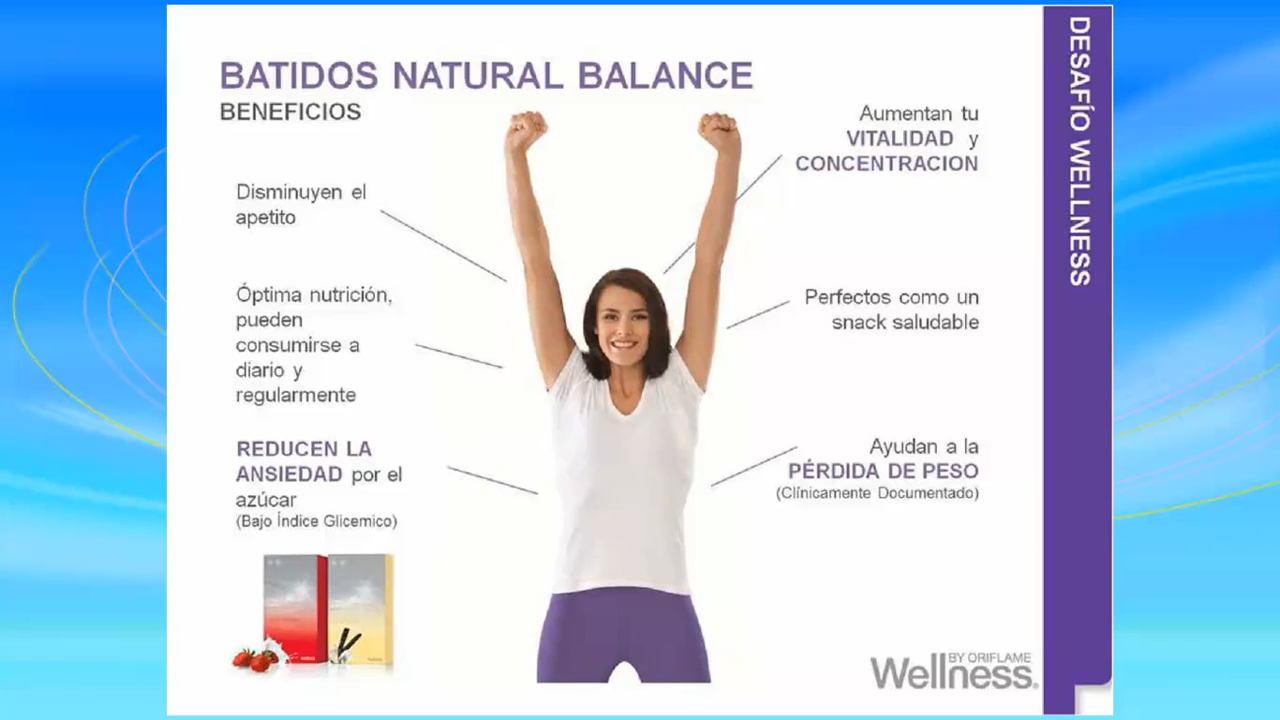 BATIDOS NATURAL BALANCE
BENEFICIOS
Disminuyen el
apetito
Óptima nutrición,
pueden
consumirse a
diario y
regularmente
REDUCEN LA
ANSIEDAD por el
azúcar
(Bajo Índice Glicemico)
Aumentan tu
VITALIDAD y
CONCENTRACION
Perfectos como un
snack saludable
Ayudan a la
PÉRDIDA DE PESO
(Clínicamente Documentado)
DESAFÍO WELLNESS
BY ORIFLAME
Wellness.